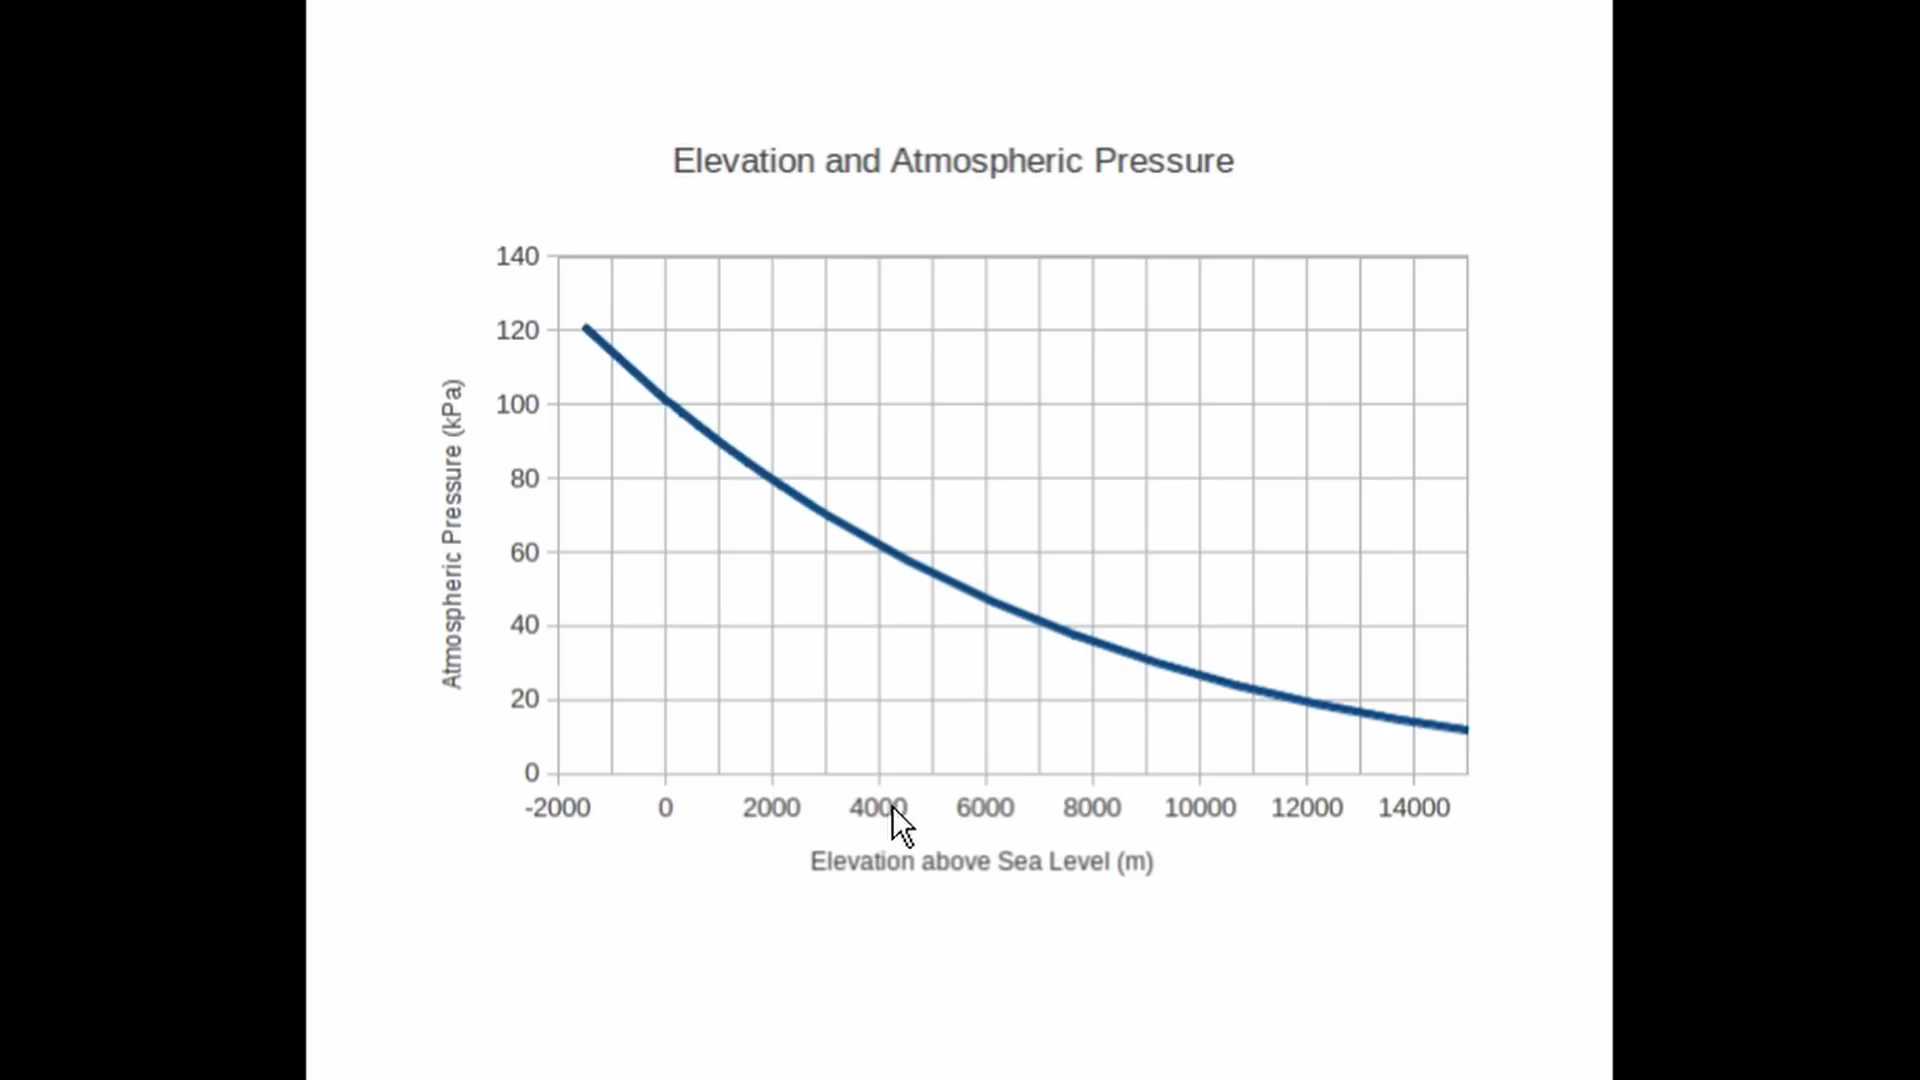 Elevation and Atmospheric Pressure
140
120
100
80
60
40
20
0
Atmospheric Pressure (kPa)
-2000 0 2000 4000 6000 8000 10000 12000 14000
Elevation above Sea Level (m)